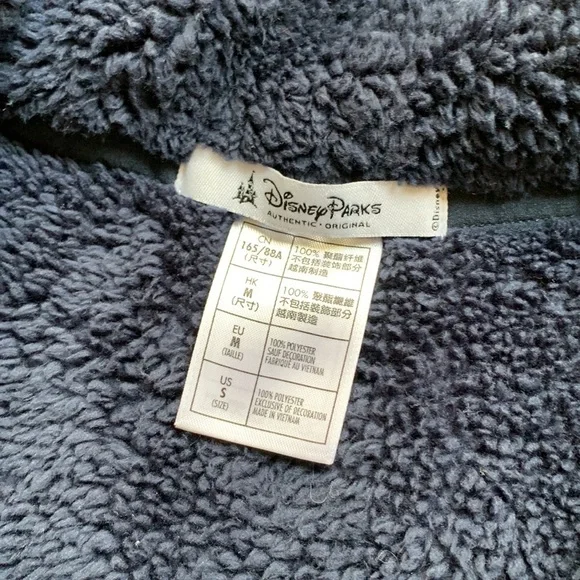 Disney Parks
AUTHENTIC · ORIGINAL
©Disney
CN
165/88A
(尺寸)
100% 聚酯纤维
不包括装饰部分
越南制造
HK
M
(尺寸)
100% 聚酯纖維
不包括裝飾部分
越南製造
EU
M
(TAILLE)
100% POLYESTER
SAUF DECORATION
FABRIQUÉ AU VIETNAM
US
S
(SIZE)
100% POLYESTER
EXCLUSIVE OF DECORATION
MADE IN VIETNAM